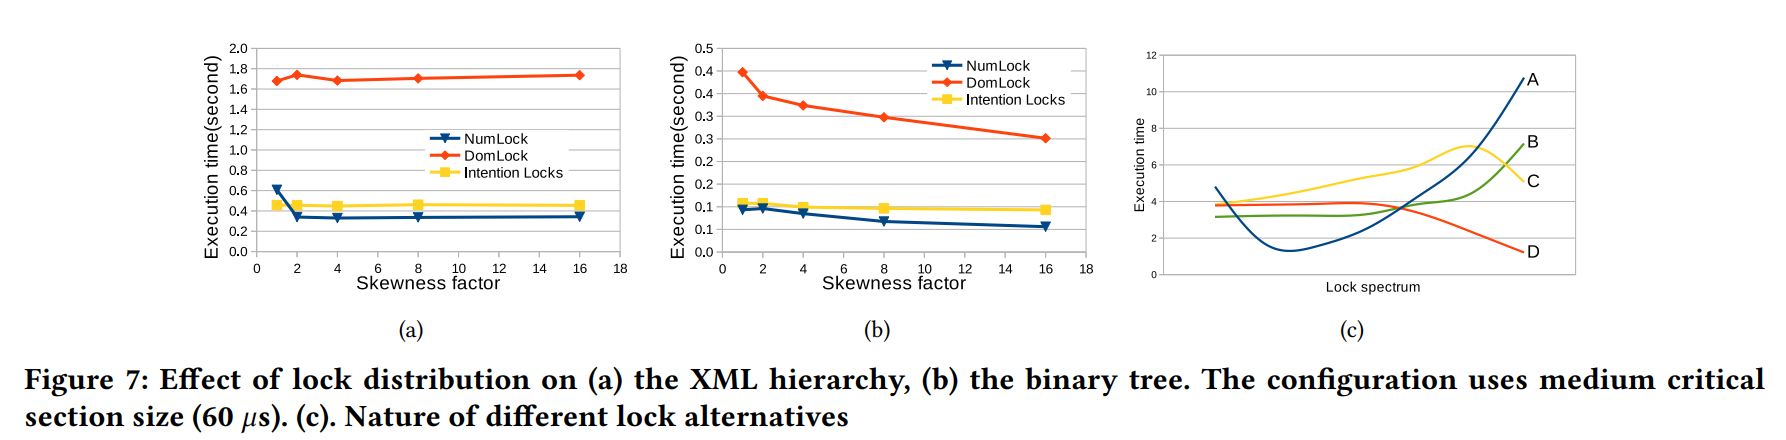 Execution time(second)
2.0
1.8
1.6
1.4
1.2
1.0
0.8
0.6
0.4
0.2
0.0
NumLock
DomLock
Intention Locks
0 2 4 6 8 10 12 14 16 18
Skewness factor
(a)
Execution time(second)
0.5
0.4
0.4
0.3
0.3
0.2
0.2
0.1
0.1
0.0
NumLock
DomLock
Intention Locks
0 2 4 6 8 10 12 14 16 18
Skewness factor
(b)
Execution time
12
10
8
6
4
2
0
A
B
C
D
Lock spectrum
(c)
Figure 7: Effect of lock distribution on (a) the XML hierarchy, (b) the binary tree. The configuration uses medium critical
section size (60 μs). (c). Nature of different lock alternatives